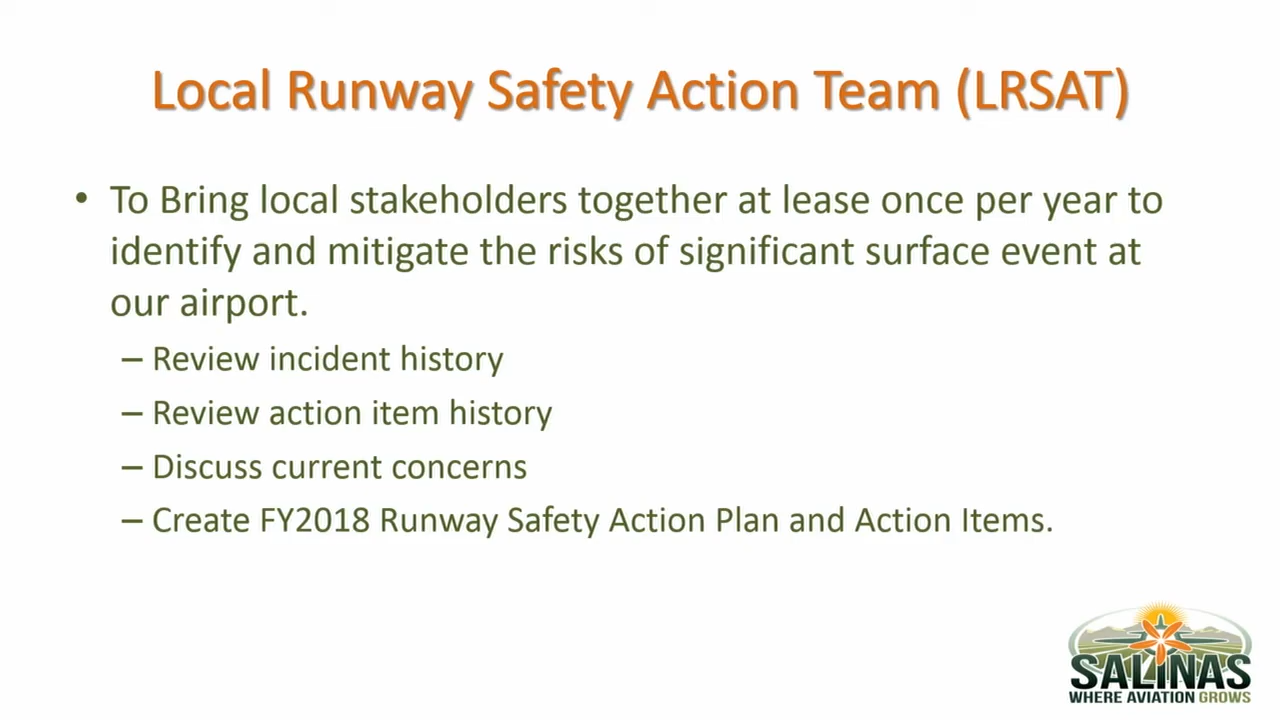 Local Runway Safety Action Team (LRSAT)
• To Bring local stakeholders together at lease once per year to
identify and mitigate the risks of significant surface event at
our airport.
– Review incident history
– Review action item history
– Discuss current concerns
– Create FY2018 Runway Safety Action Plan and Action Items.
SALINAS
WHERE AVIATION GROWS